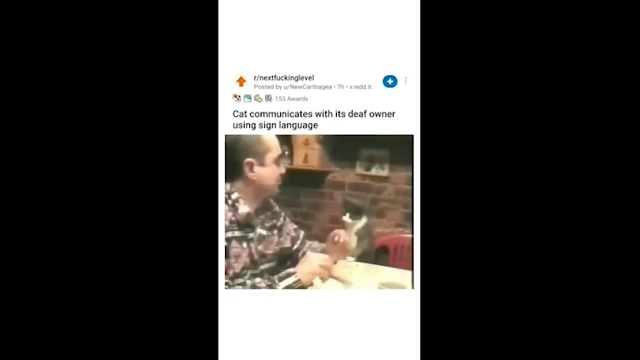 r/nextfuckinglevel
Posted by u/NewCarthagea • 7h • v.redd.it
153 Awards
Cat communicates with its deaf owner
using sign language